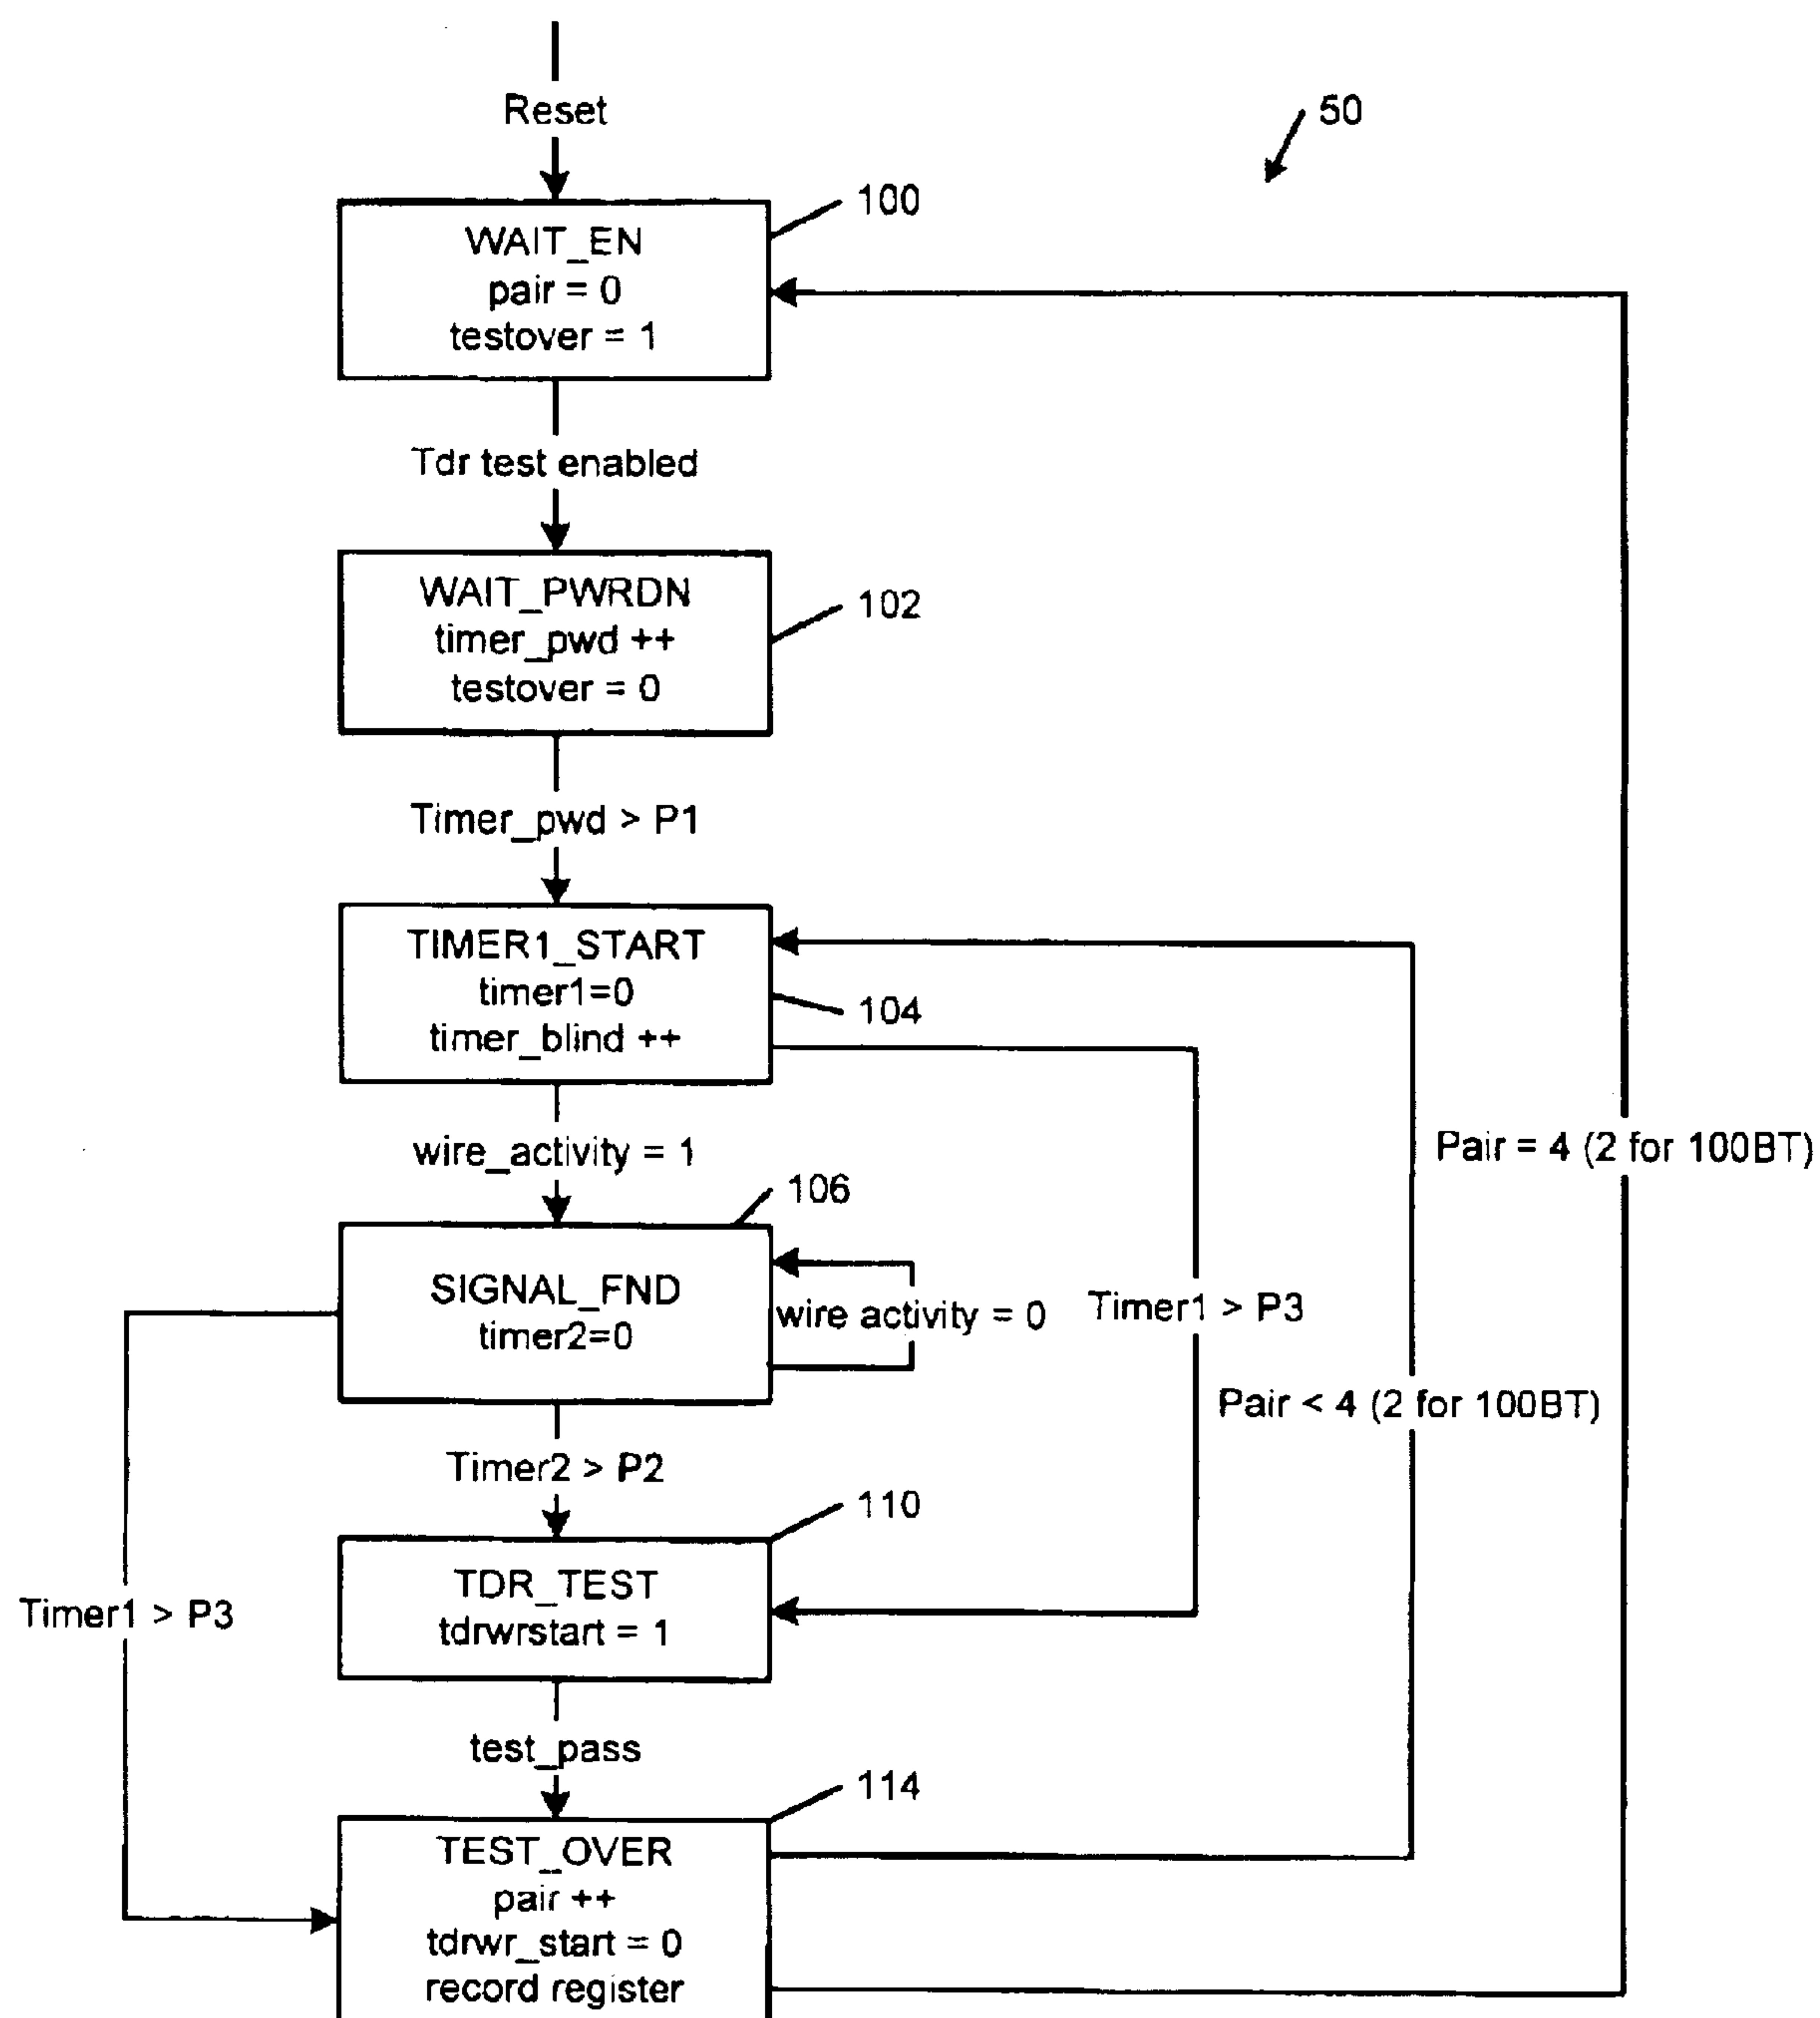 Reset
50
100
WAIT_EN
pair = 0
testover = 1
Tdr test enabled
102
WAIT_PWRDN
timer_pwd ++
testover = 0
Timer_pwd > P1
TIMER1_START
timer1=0
timer_blind ++
104
wire_activity = 1
Pair = 4 (2 for 100BT)
106
SIGNAL_FND
timer2=0
wire activity = 0
Timer1 > P3
Pair < 4 (2 for 100BT)
Timer2 > P2
110
TDR_TEST
tdrwrstart = 1
Timer1 > P3
test_pass
114
TEST_OVER
pair ++
tdrwr_start = 0
record register